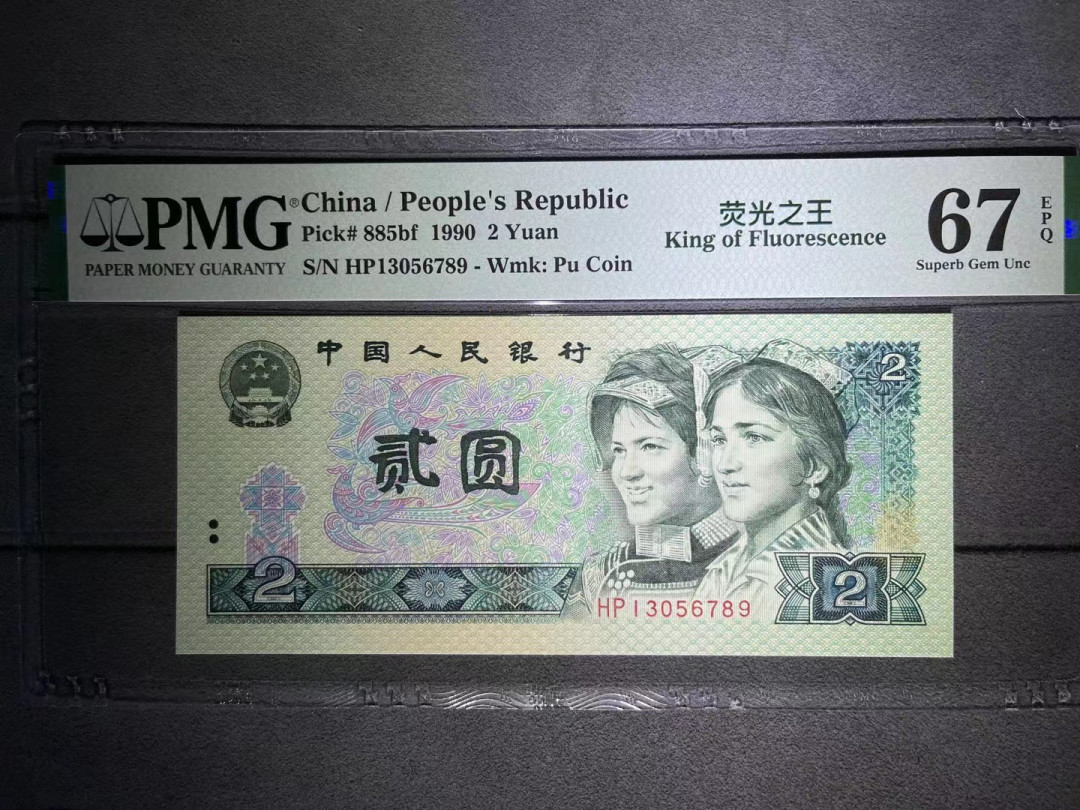 PMG®
PAPER MONEY GUARANTY
China / People's Republic
Pick# 885bf 1990 2 Yuan
S/N HP13056789 - Wmk: Pu Coin
荧光之王
King of Fluorescence
67
EPQ
Superb Gem Unc
中国人民银行
2
贰圆
2
2
HP13056789